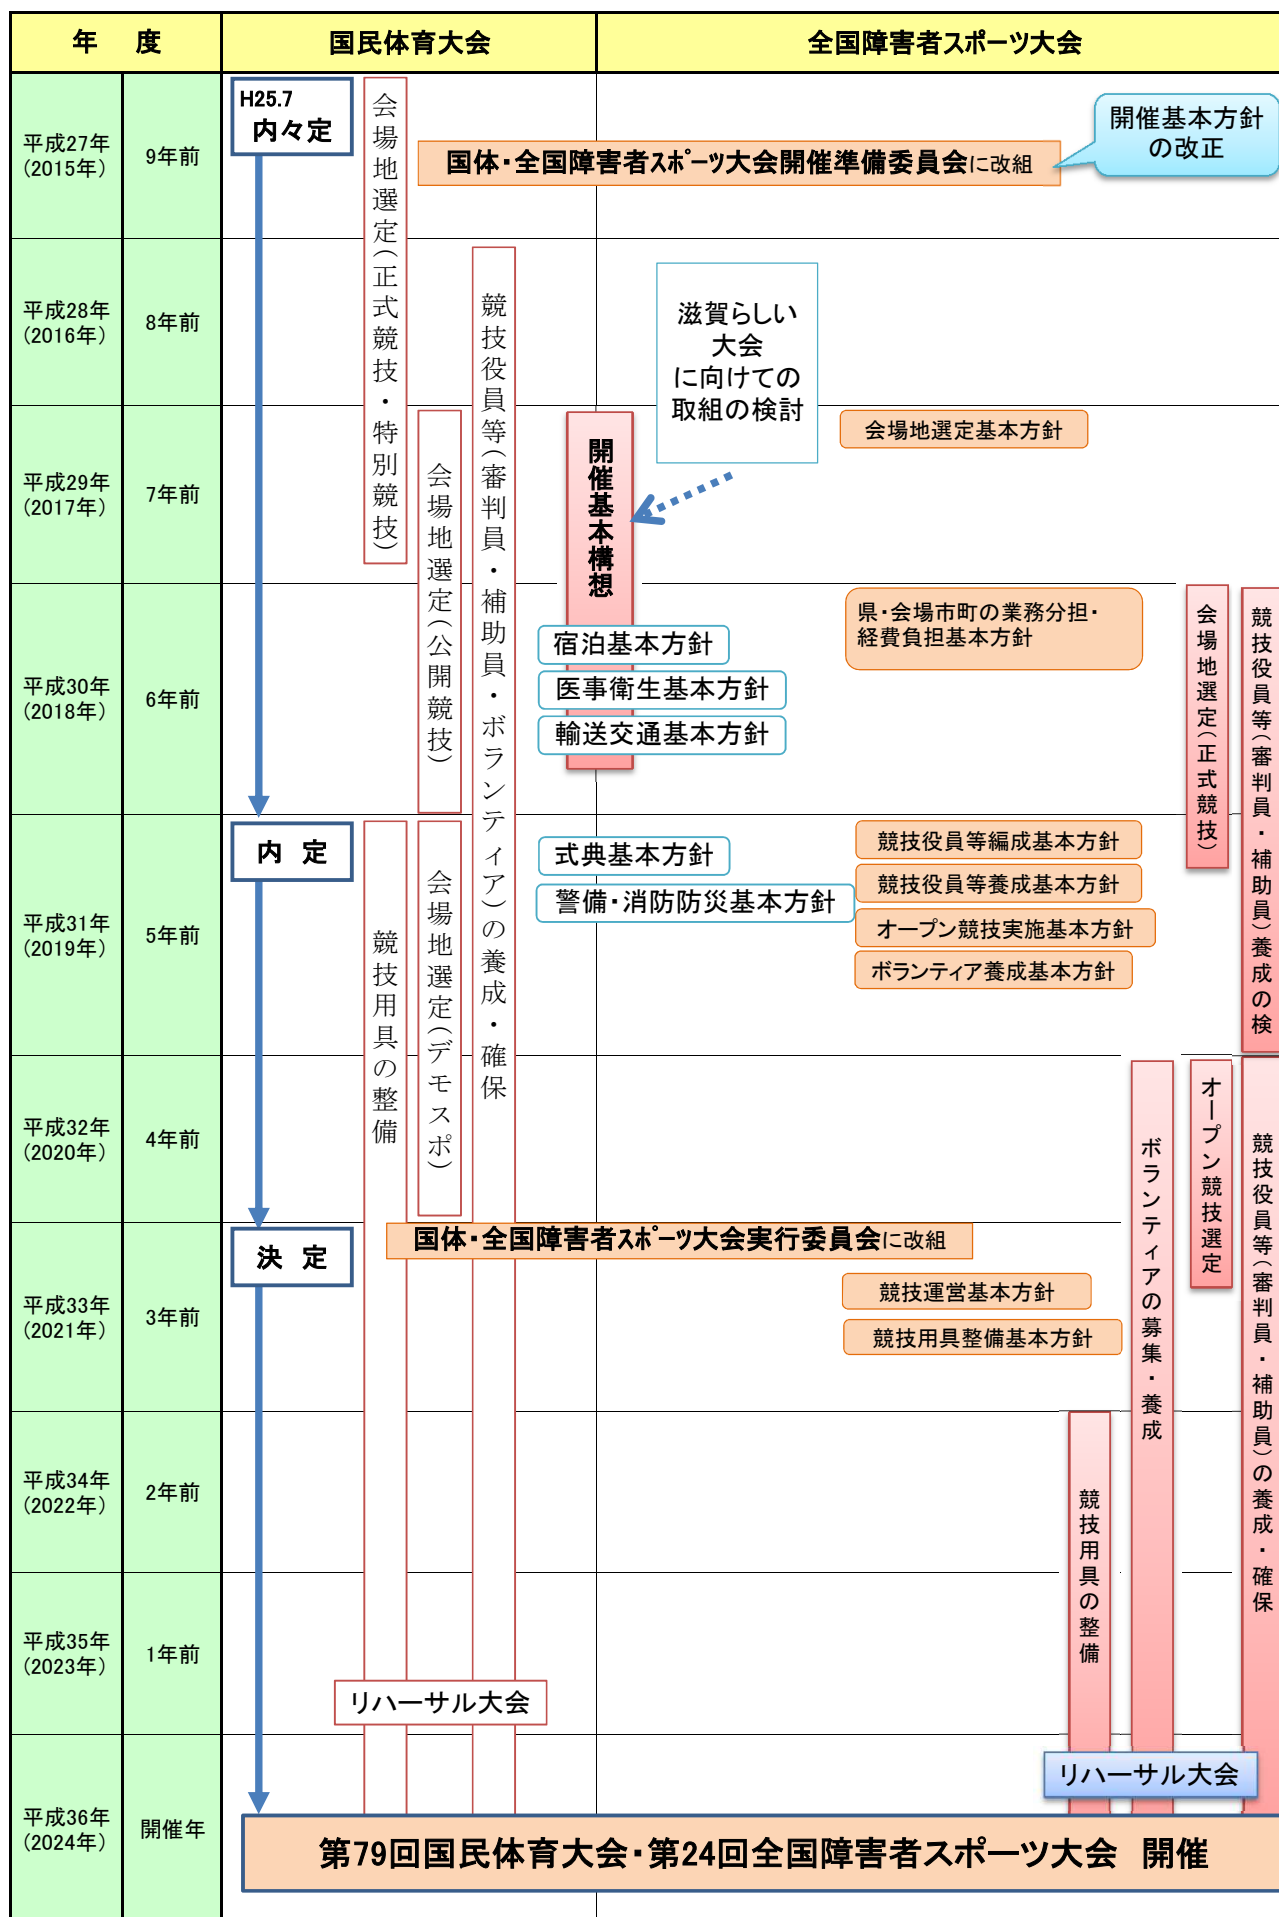 年　度
国民体育大会
全国障害者スポーツ大会
平成27年
(2015年)
9年前
H25.7
内々定
会場地選定(正式競技・特別競技)
国体・全国障害者スポーツ大会開催準備委員会に改組
開催基本方針
の改正
平成28年
(2016年)
8年前
競技役員等(審判員・補助員・ボランティア)の養成・確保
滋賀らしい
大会
に向けての
取組の検討
平成29年
(2017年)
7年前
会場地選定(公開競技)
開催基本構想
会場地選定基本方針
平成30年
(2018年)
6年前
宿泊基本方針
医事衛生基本方針
輸送交通基本方針
県・会場市町の業務分担・
経費負担基本方針
会場地選定(正式競技)
競技役員等(審判員・補助員)養成の検
平成31年
(2019年)
5年前
内　定
競技用具の整備
会場地選定(デモスポ)
式典基本方針
警備・消防防災基本方針
競技役員等編成基本方針
競技役員等養成基本方針
オープン競技実施基本方針
ボランティア養成基本方針
平成32年
(2020年)
4年前
ボランティアの募集・養成
オープン競技選定
競技役員等(審判員・補助員)の養成・確保
平成33年
(2021年)
3年前
決　定
国体・全国障害者スポーツ大会実行委員会に改組
競技運営基本方針
競技用具整備基本方針
平成34年
(2022年)
2年前
競技用具の整備
平成35年
(2023年)
1年前
リハーサル大会
平成36年
(2024年)
開催年
リハーサル大会
第79回国民体育大会・第24回全国障害者スポーツ大会　開催